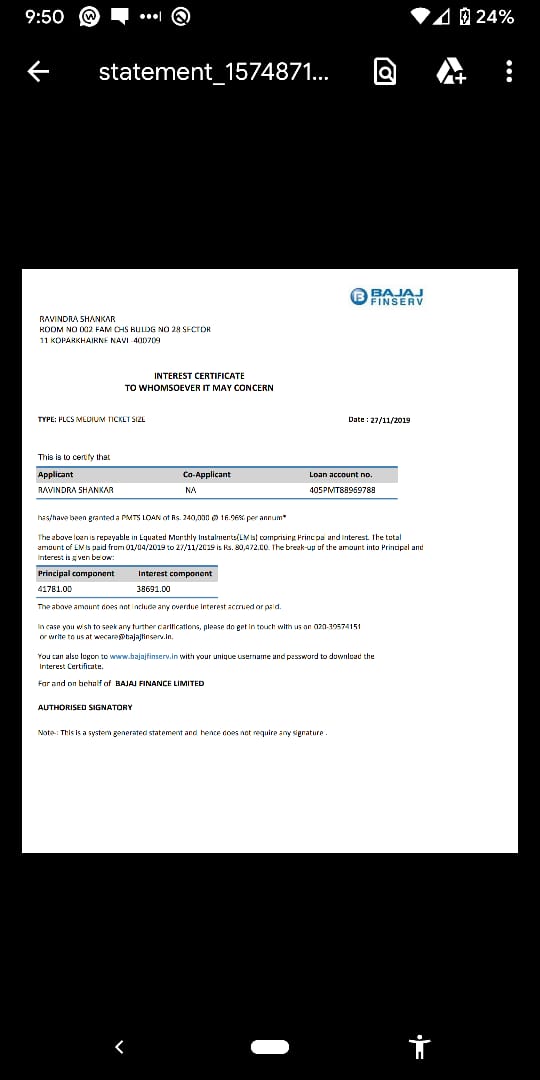 9:50
24%
statement_1574871...
BAJAJ
FINSERV
RAVINDRA SHANKAR
ROOM NO 002 FAM CHS BULDG NO 28 SECTOR
11 KOPARKHAIRNE NAVI 400709
INTEREST CERTIFICATE
TO WHOMSOEVER IT MAY CONCERN
TYPE: PLCS MEDIUM TICKET SIZE
Date : 27/11/2019
This is to certify that
Applicant Co-Applicant Loan account no.
RAVINDRA SHANKAR NA 405PMT88969788
has/have been granted a PMTS LOAN of Rs. 240,000 @ 16.96% per annum*
The above loan is repayable in Equated Monthly Instalments(EMIs) comprising Principal and Interest. The total
amount of EMIs paid from 01/04/2019 to 27/11/2019 is Rs. 80,472.00. The break-up of the amount into Principal and
Interest is given below:
Principal component Interest component
41781.00 38691.00
The above amount does not include any overdue interest accrued or paid.
In case you wish to seek any further clarifications, please do get in touch with us on 020-39574151
or write to us at wecare@bajajfinserv.in.
You can also logon to www.bajajfinserv.in with your unique username and password to download the
Interest Certificate.
For and on behalf of BAJAJ FINANCE LIMITED
AUTHORISED SIGNATORY
Note-: This is a system generated statement and hence does not require any signature .